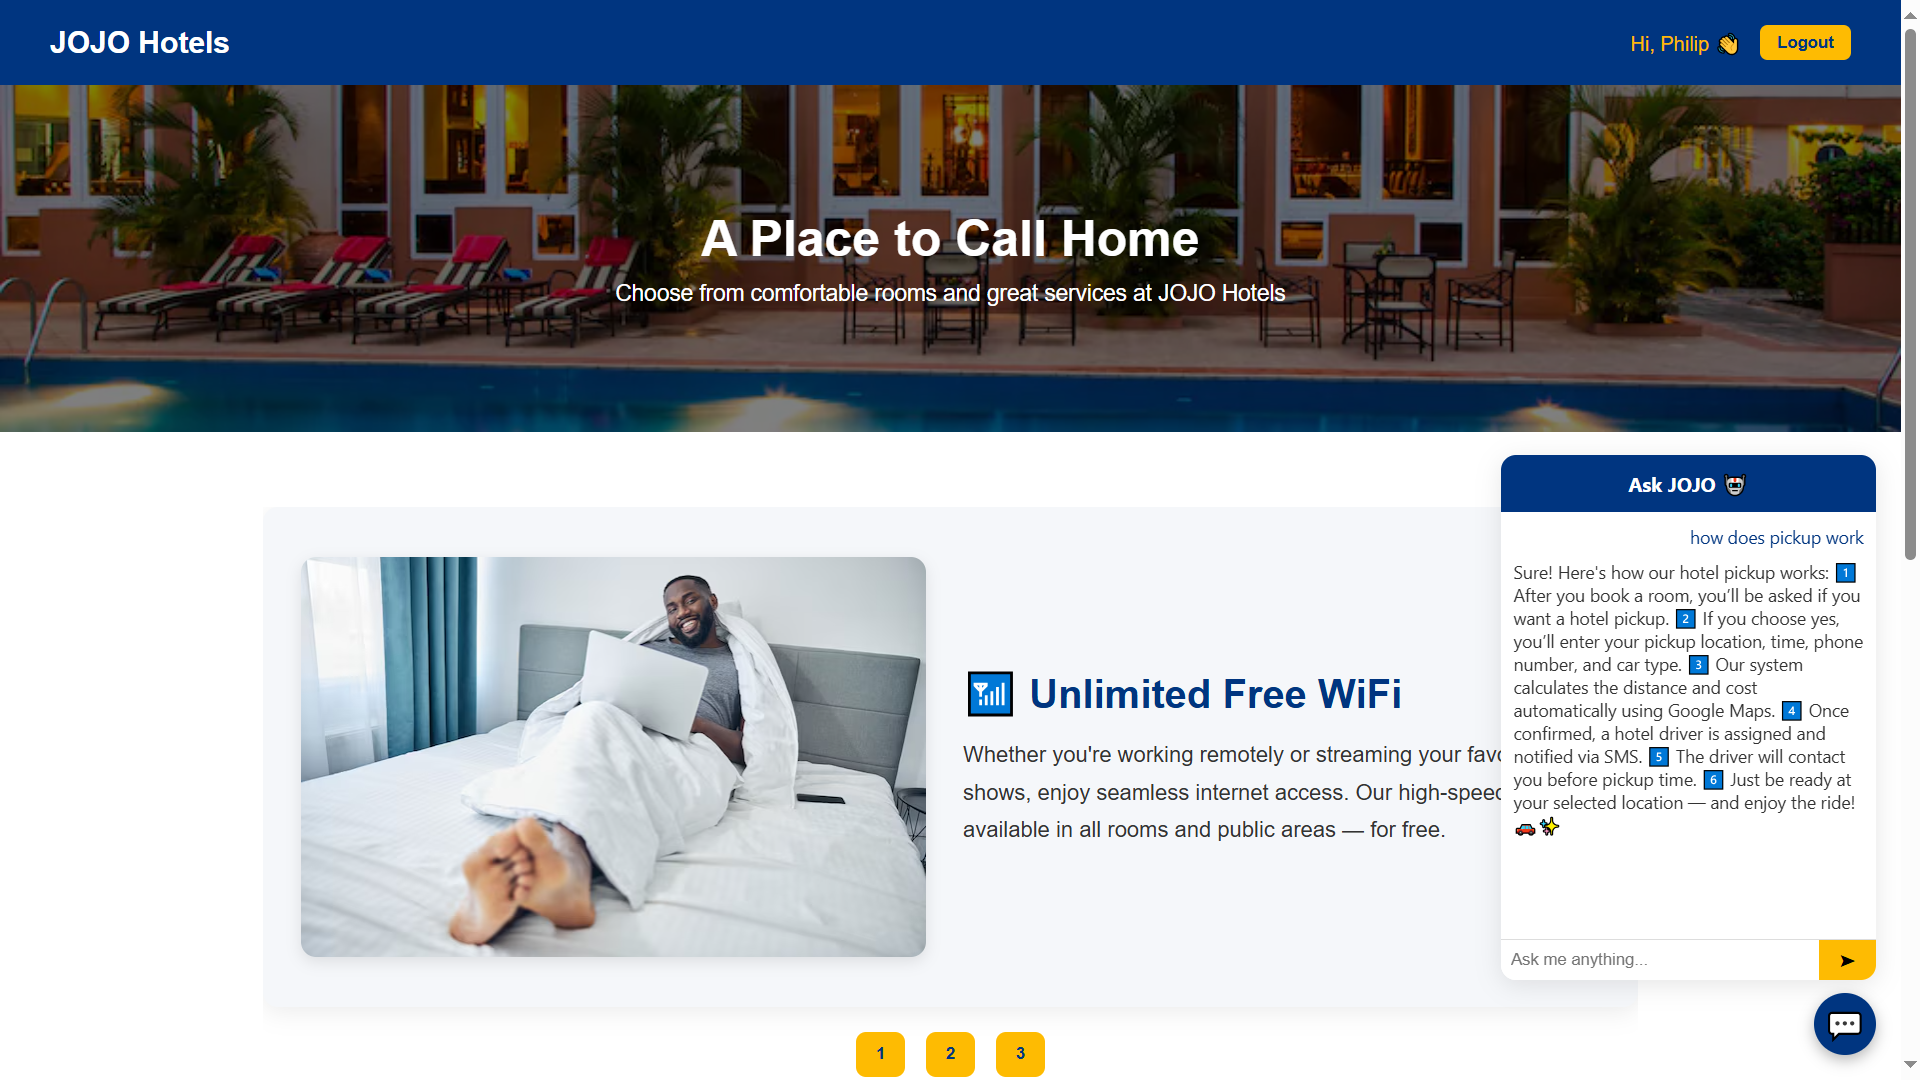 JOJO Hotels
Hi, Philip 👋
Logout
A Place to Call Home
Choose from comfortable rooms and great services at JOJO Hotels
📶 Unlimited Free WiFi
Whether you're working remotely or streaming your
shows, enjoy seamless internet access. Our
available in all rooms and public areas — for free.
1
2
3
Ask JOJO 🤖
how does pickup work
Sure! Here's how our hotel pickup works: 1️⃣
After you book a room, you’ll be asked if you
want a hotel pickup. 2️⃣ If you choose yes,
you’ll enter your pickup location, time, phone
number, and car type. 3️⃣ Our system
calculates the distance and cost
automatically using Google Maps. 4️⃣ Once
confirmed, a hotel driver is assigned and
notified via SMS. 5️⃣ The driver will contact
you before pickup time. 6️⃣ Just be ready at
your selected location — and enjoy the ride!
🚗✨
Ask me anything...
➤